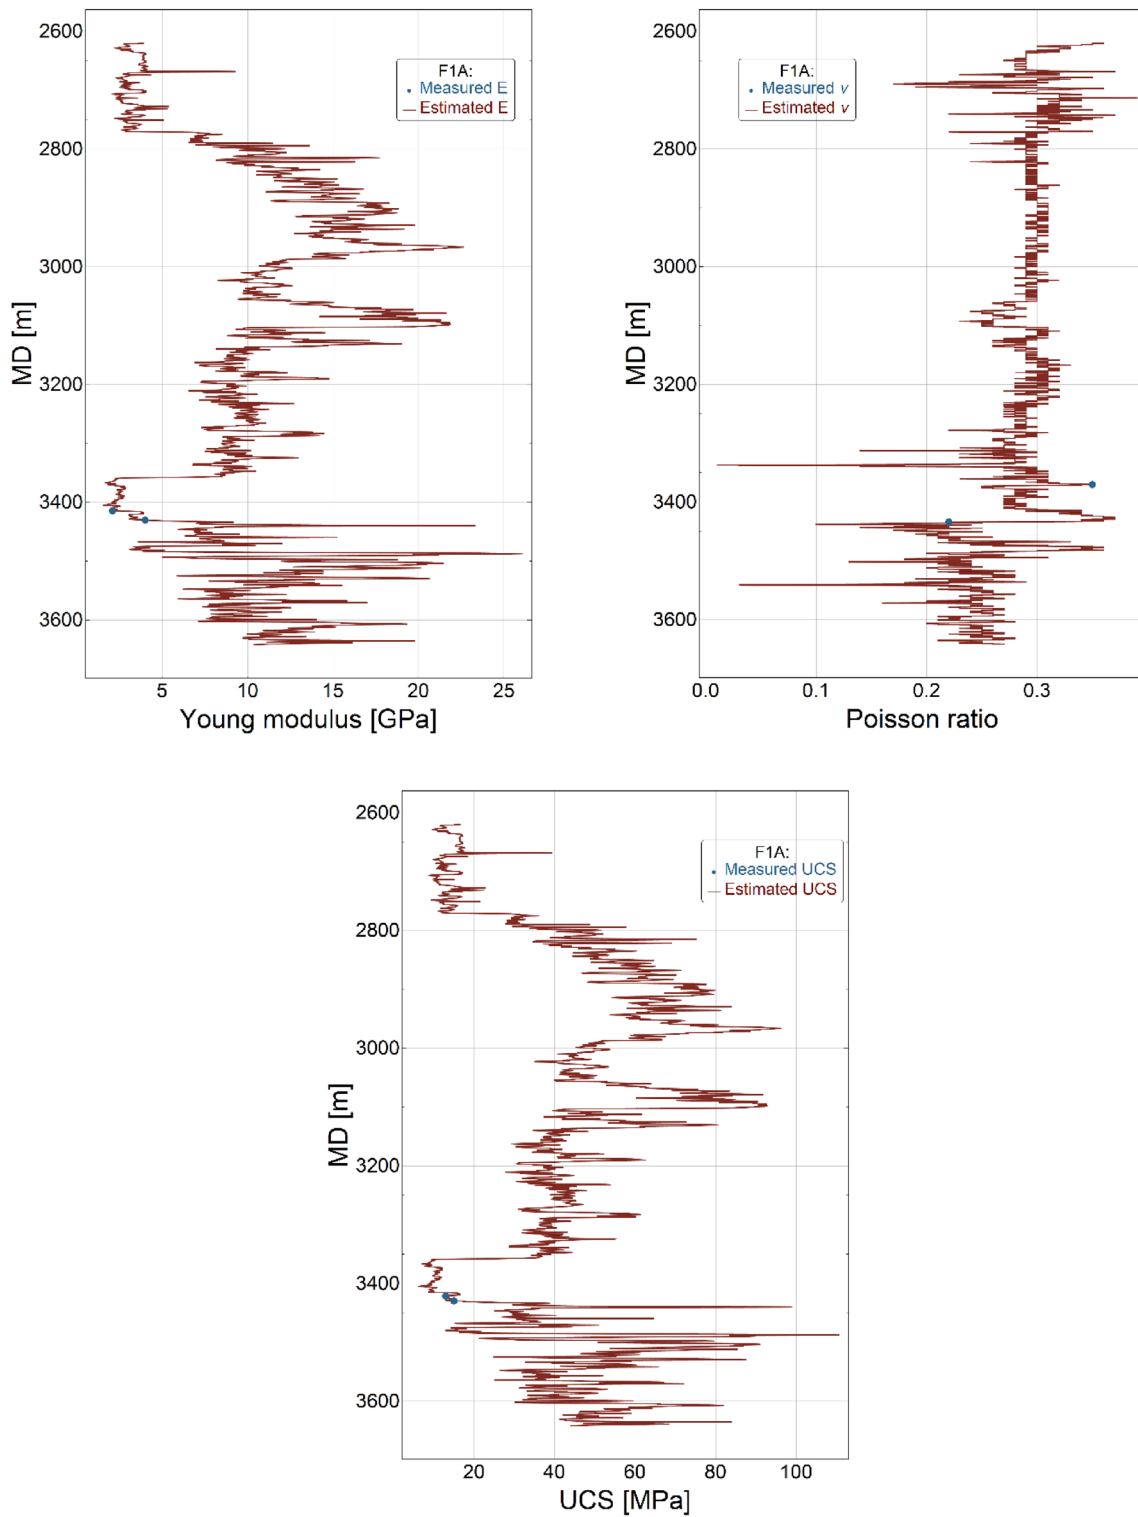 2600
2800
3000
3200
3400
3600
MD [m]
F1A:
Measured E
Estimated E
5 10 15 20 25
Young modulus [GPa]
2600
2800
3000
3200
3400
3600
MD [m]
F1A:
Measured v
Estimated v
0.0 0.1 0.2 0.3
Poisson ratio
2600
2800
3000
3200
3400
3600
MD [m]
F1A:
Measured UCS
Estimated UCS
20 40 60 80 100
UCS [MPa]